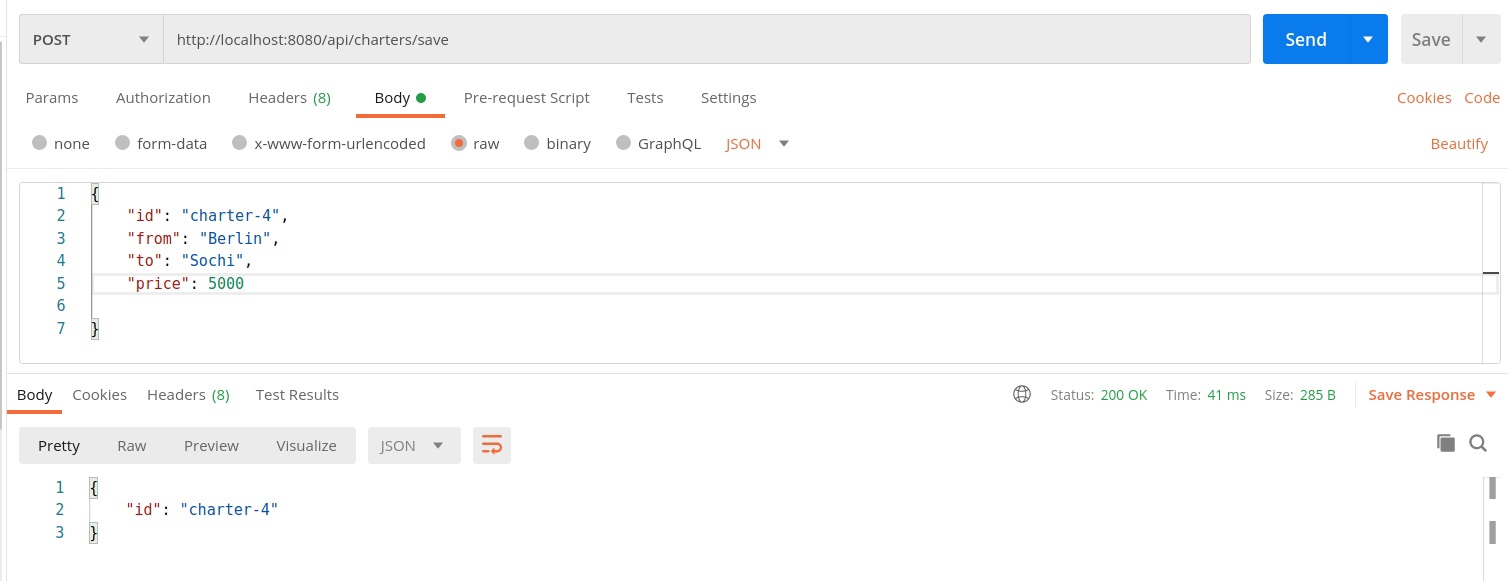 POST http://localhost:8080/api/charters/save Send Save
Params Authorization Headers (8) Body Pre-request Script Tests Settings Cookies Code
none form-data x-www-form-urlencoded raw binary GraphQL JSON Beautify
1 {
2 "id": "charter-4",
3 "from": "Berlin",
4 "to": "Sochi",
5 "price": 5000
6
7 }
Body Cookies Headers (8) Test Results Status: 200 OK Time: 41 ms Size: 285 B Save Response
Pretty Raw Preview Visualize JSON
1 {
2 "id": "charter-4"
3 }